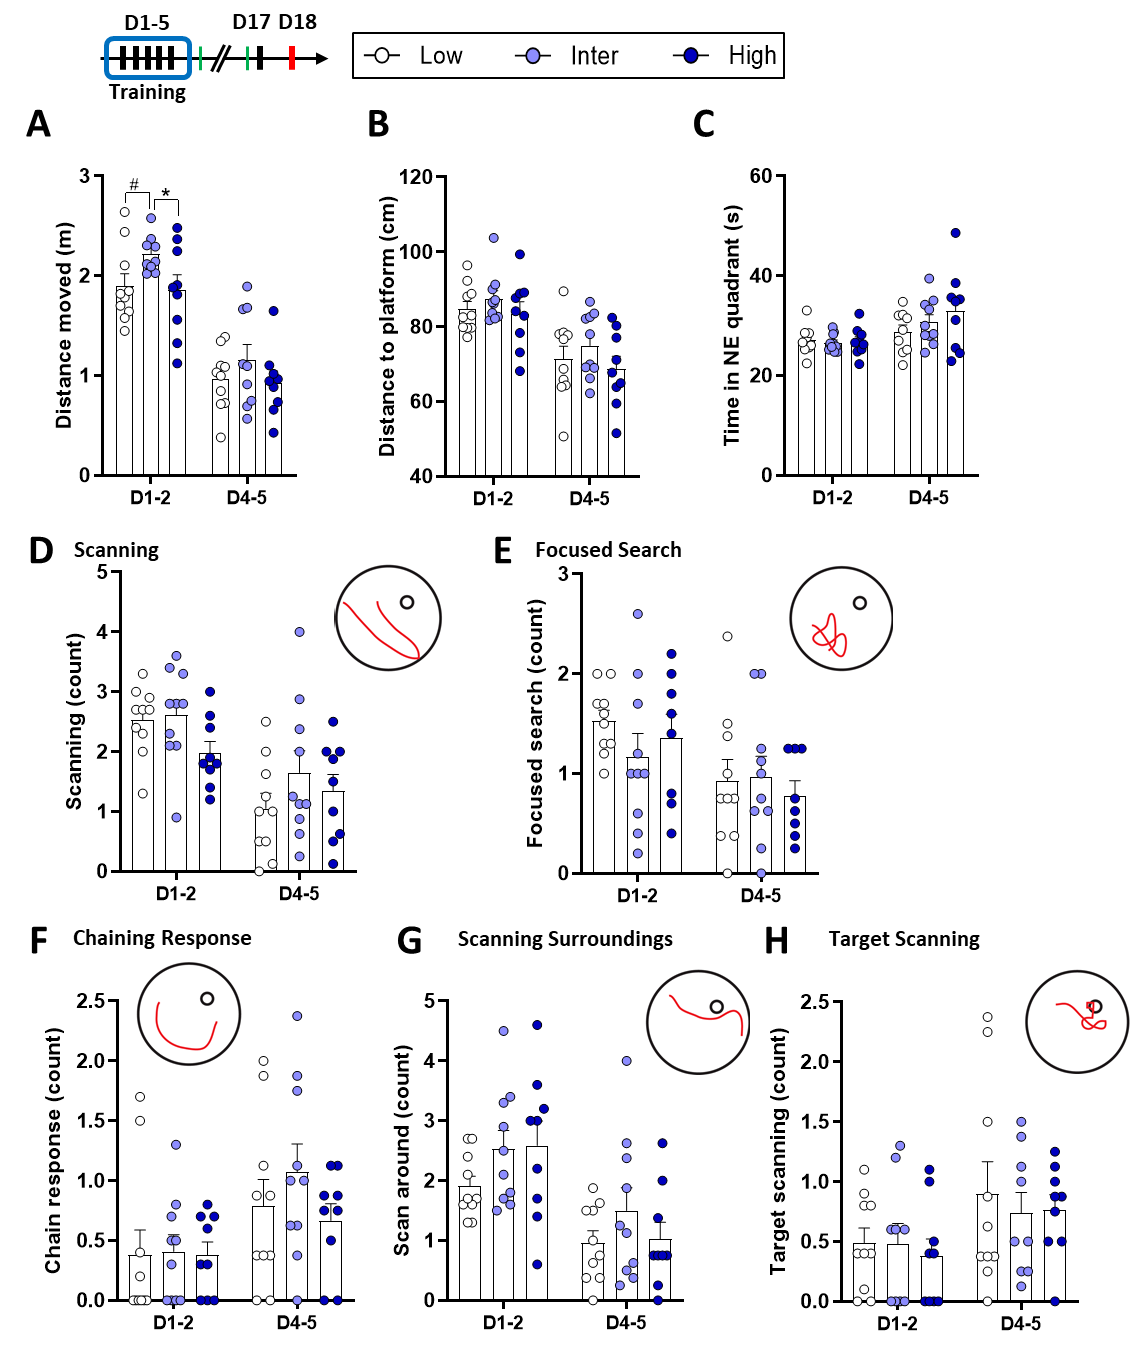 D1-5 D17 D18
Training
Low Inter High
A B C
3
2
1
0
Distance moved (m)
# *
D1-2 D4-5
120
100
80
60
40
Distance to platform (cm)
D1-2 D4-5
60
40
20
0
Time in NE quadrant (s)
D1-2 D4-5
D Scanning
5
4
3
2
1
0
Scanning (count)
D1-2 D4-5
E Focused Search
3
2
1
0
Focused search (count)
D1-2 D4-5
F Chaining Response
2.5
2.0
1.5
1.0
0.5
0.0
Chain response (count)
D1-2 D4-5
G Scanning Surroundings
5
4
3
2
1
0
Scan around (count)
D1-2 D4-5
H Target Scanning
2.5
2.0
1.5
1.0
0.5
0.0
Target scanning (count)
D1-2 D4-5